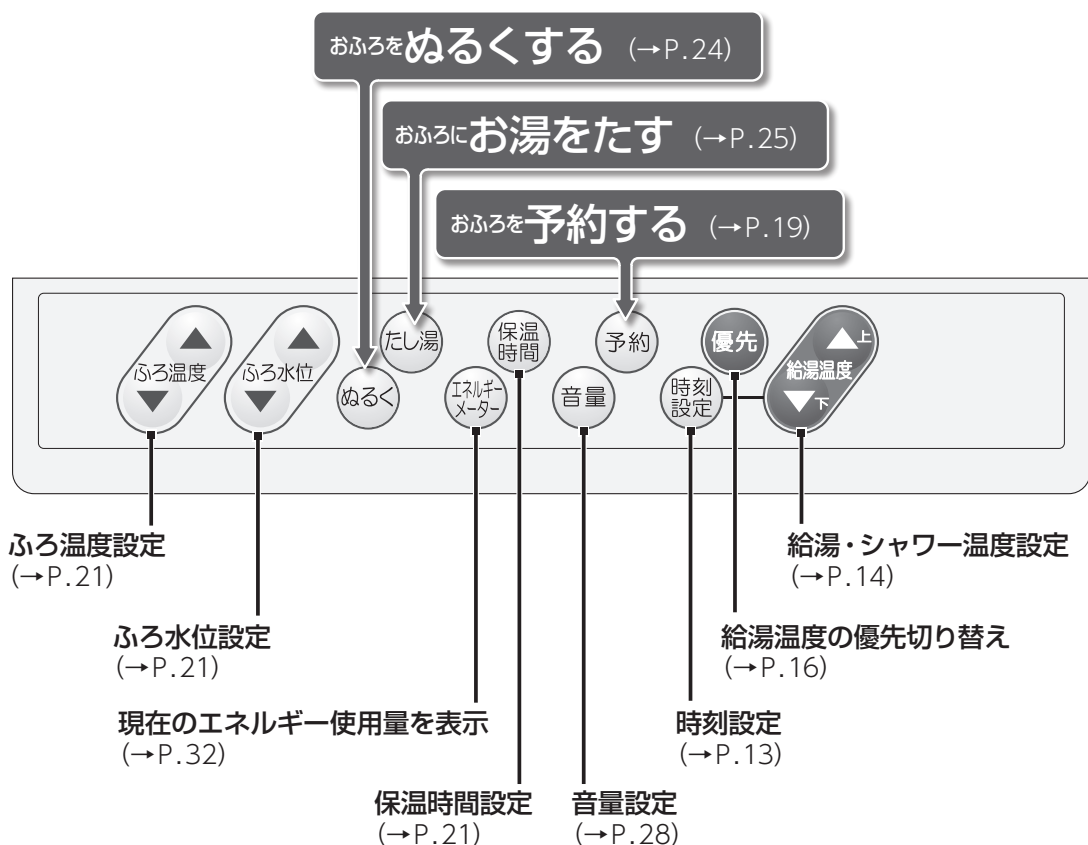 おふろをぬるくする (→P.24)
おふろにお湯をたす (→P.25)
おふろを予約する (→P.19)
ふろ温度
ふろ水位
たし湯
ぬるく
保温
時間
エネルギー
メーター
予約
音量
優先
時刻
設定
上
給湯温度
下
ふろ温度設定
(→P.21)
給湯・シャワー温度設定
(→P.14)
ふろ水位設定
(→P.21)
給湯温度の優先切り替え
(→P.16)
現在のエネルギー使用量を表示
(→P.32)
時刻設定
(→P.13)
保温時間設定
(→P.21)
音量設定
(→P.28)